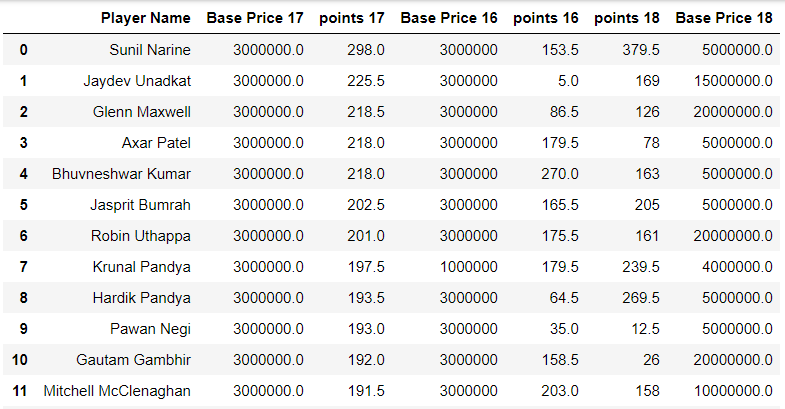 Player Name Base Price 17 points 17 Base Price 16 points 16 points 18 Base Price 18
0 Sunil Narine 3000000.0 298.0 3000000 153.5 379.5 5000000.0
1 Jaydev Unadkat 3000000.0 225.5 3000000 5.0 169 15000000.0
2 Glenn Maxwell 3000000.0 218.5 3000000 86.5 126 20000000.0
3 Axar Patel 3000000.0 218.0 3000000 179.5 78 5000000.0
4 Bhuvneshwar Kumar 3000000.0 218.0 3000000 270.0 163 5000000.0
5 Jasprit Bumrah 3000000.0 202.5 3000000 165.5 205 5000000.0
6 Robin Uthappa 3000000.0 201.0 3000000 175.5 161 20000000.0
7 Krunal Pandya 3000000.0 197.5 1000000 179.5 239.5 4000000.0
8 Hardik Pandya 3000000.0 193.5 3000000 64.5 269.5 5000000.0
9 Pawan Negi 3000000.0 193.0 3000000 35.0 12.5 5000000.0
10 Gautam Gambhir 3000000.0 192.0 3000000 158.5 26 20000000.0
11 Mitchell McClenaghan 3000000.0 191.5 3000000 203.0 158 10000000.0